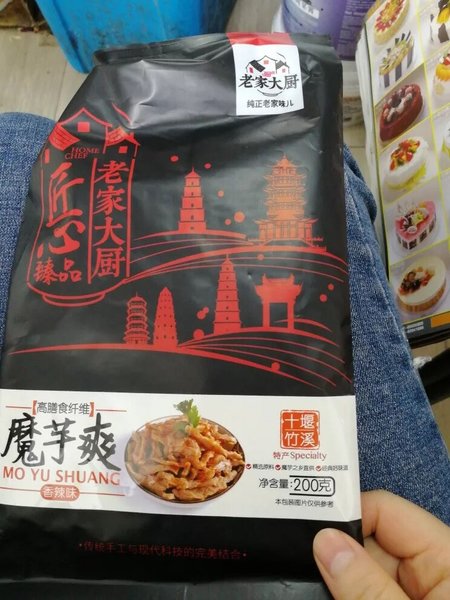 老家大厨
纯正老家味儿
HOME
CHEF
老家大厨
匠心
臻品
【高膳食纤维】
魔芋爽
MO YU SHUANG
香辣味
十堰
竹溪
特产Specialty
精选原料 魔芋之乡直供
净含量:200克
本包装图片仅供参考
·传统手工与现代科技的完美结合·